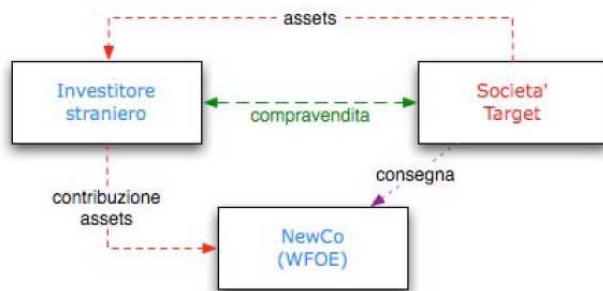 assets
Investitore
straniero
compravendita
Societa'
Target
contribuzione
assets
consegna
NewCo
(WFOE)